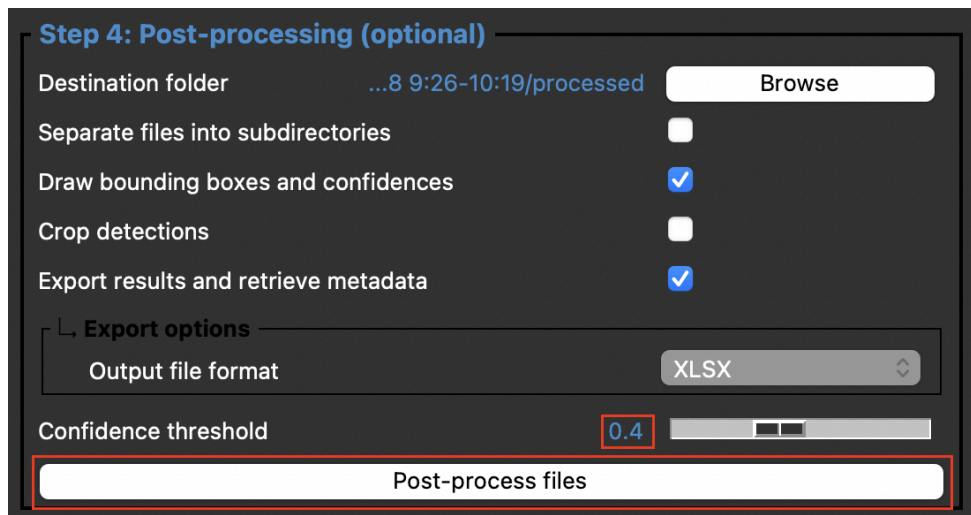 Step 4: Post-processing (optional)
Destination folder ...8 9:26-10:19/processed Browse
Separate files into subdirectories
Draw bounding boxes and confidences
Crop detections
Export results and retrieve metadata
Export options
Output file format XLSX
Confidence threshold 0.4
Post-process files